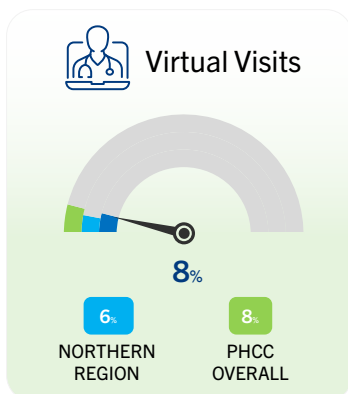 Virtual Visits
8%
6%
8%
NORTHERN
REGION
PHCC
OVERALL